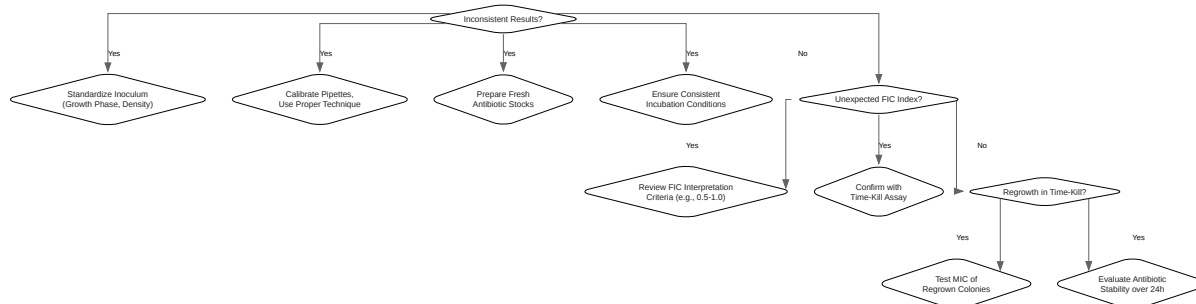 Inconsistent Results?
Yes
Yes
Yes
Yes
No
Standardize Inoculum
(Growth Phase, Density)
Calibrate Pipettes,
Use Proper Technique
Prepare Fresh
Antibiotic Stocks
Ensure Consistent
Incubation Conditions
Unexpected FIC Index?
Yes
Yes
No
Review FIC Interpretation
Criteria (e.g., 0.5-1.0)
Confirm with
Time-Kill Assay
Regrowth in Time-Kill?
Yes
Yes
Test MIC of
Regrown Colonies
Evaluate Antibiotic
Stability over 24h